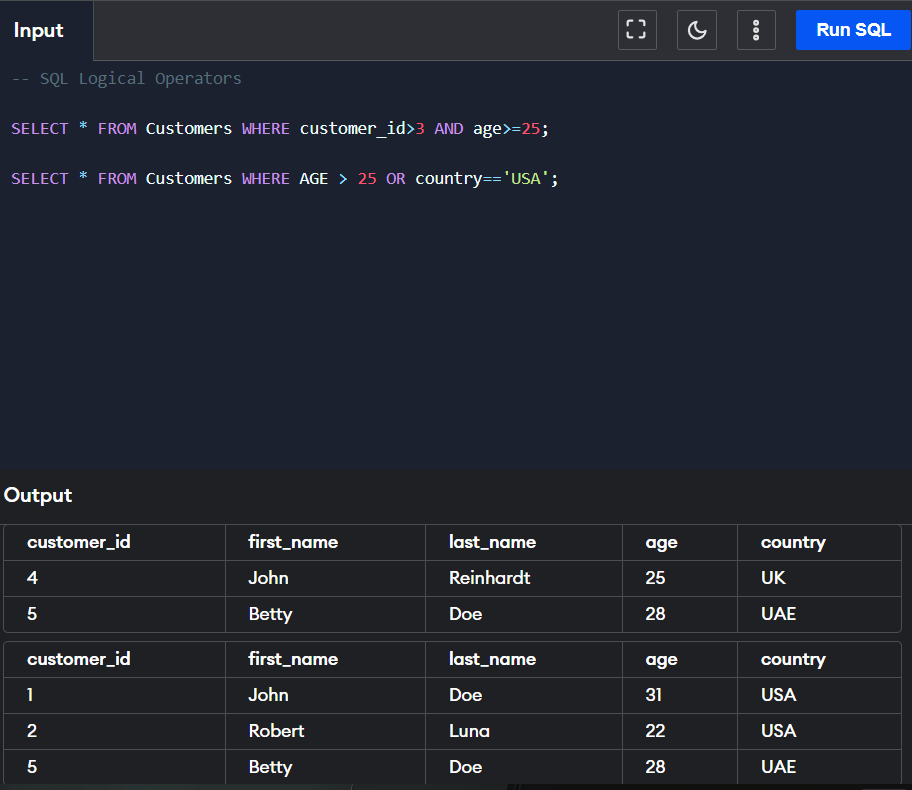 Input
Run SQL
-- SQL Logical Operators
SELECT * FROM Customers WHERE customer_id>3 AND age>=25;
SELECT * FROM Customers WHERE AGE > 25 OR country=='USA';
Output
customer_id first_name last_name age country
4 John Reinhardt 25 UK
5 Betty Doe 28 UAE
customer_id first_name last_name age country
1 John Doe 31 USA
2 Robert Luna 22 USA
5 Betty Doe 28 UAE